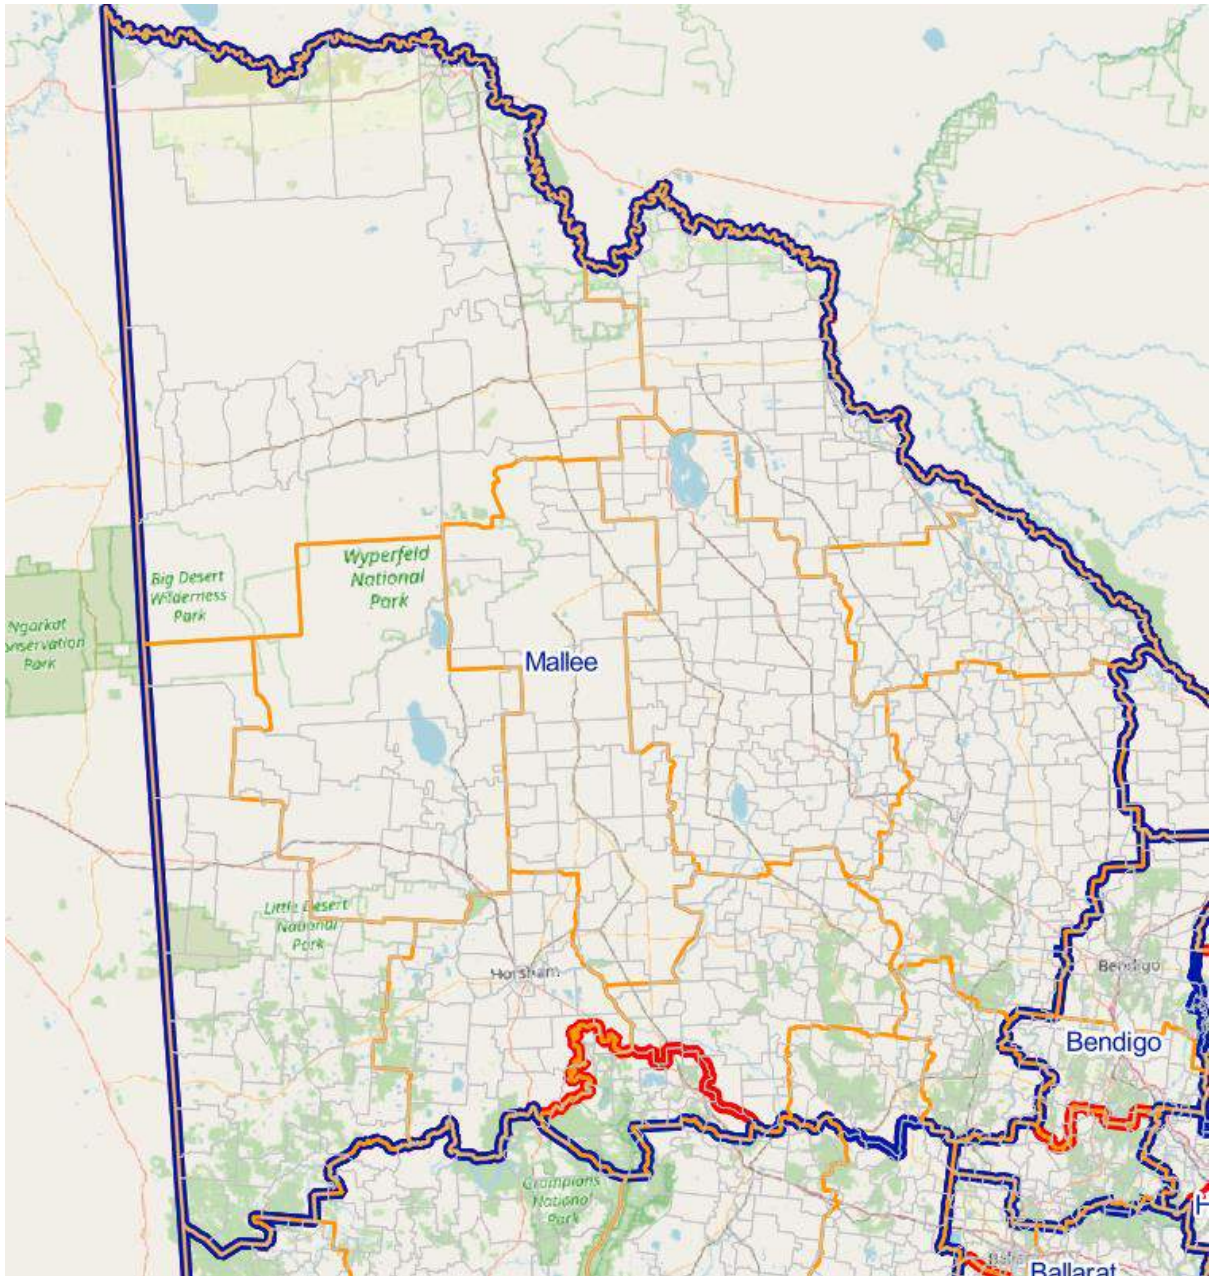 Wyperfeld
National
Park
Big Desert
Wilderness
Park
Ngarkat
onservation
Park
Mallee
Little Desert
National
Park
Horsham
Bendigo
Bendigo
Grampians
National
Park
H
Ballarat